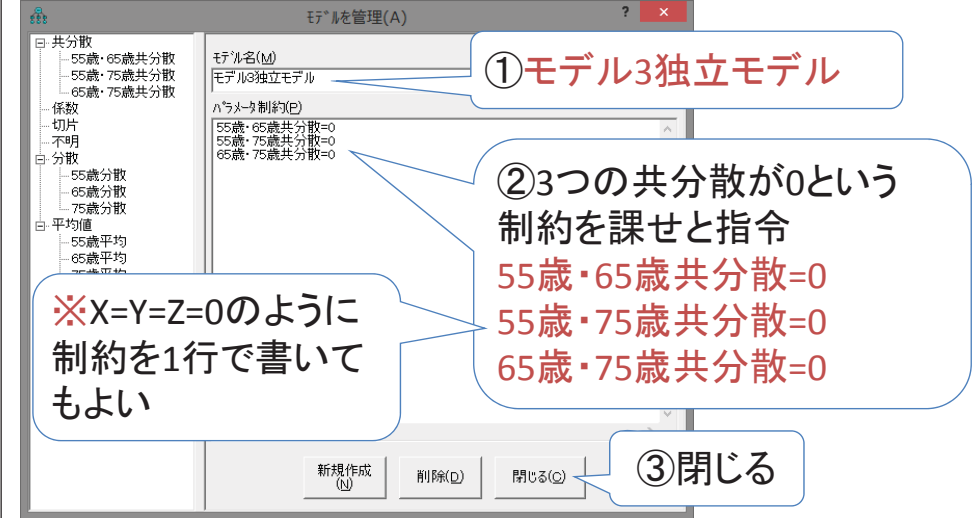 モデルを管理(A)
? ×
共分散
55歳・65歳共分散
55歳・75歳共分散
65歳・75歳共分散
係数
切片
不明
分散
55歳分散
65歳分散
75歳分散
平均値
55歳平均
65歳平均
75歳平均
モデル名(M)
モデル3独立モデル
パラメータ制約(P)
55歳・65歳共分散=0
55歳・75歳共分散=0
65歳・75歳共分散=0
①モデル3独立モデル
②3つの共分散が0という
制約を課せと指令
55歳・65歳共分散=0
55歳・75歳共分散=0
65歳・75歳共分散=0
※X=Y=Z=0のように
制約を1行で書いて
もよい
新規作成
(N)
削除(D)
閉じる(C)
③閉じる